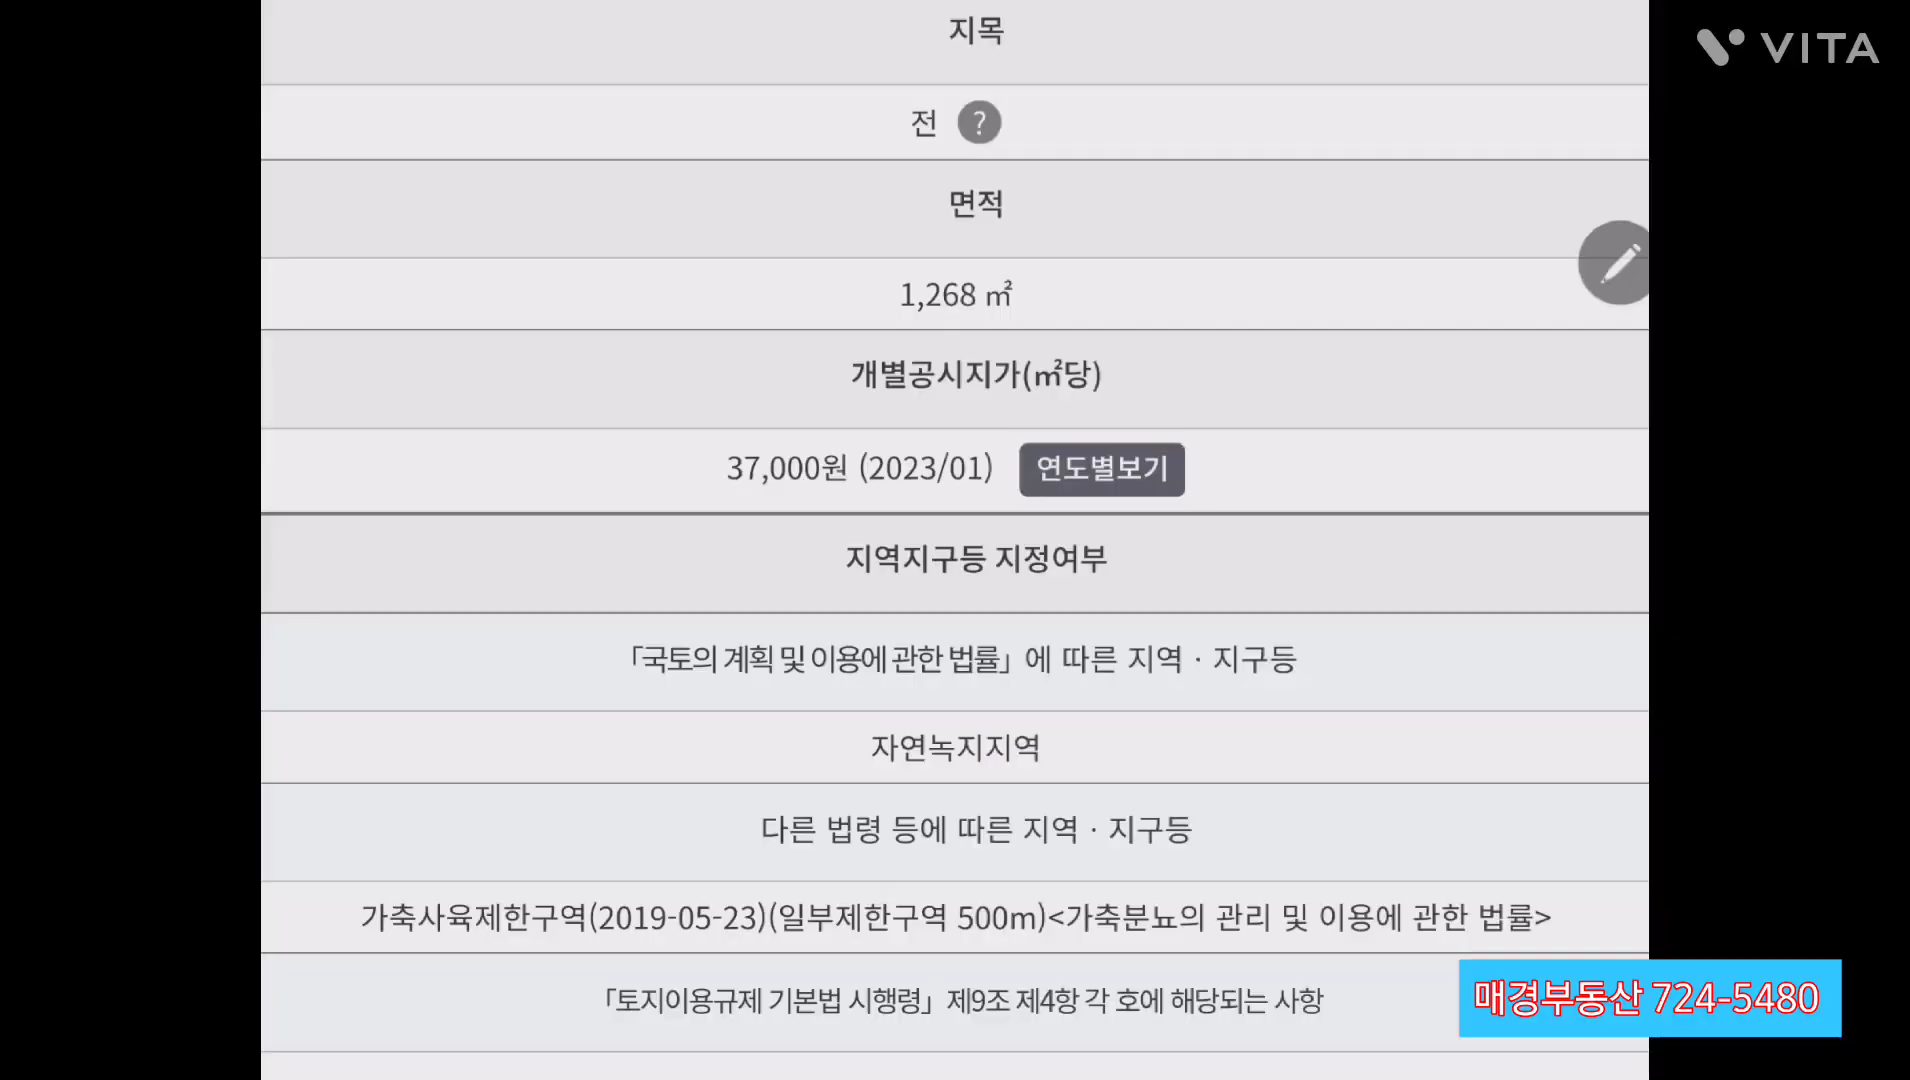 지목
VITA
전 ?
면적
1,268 ㎡
개별공시지가(㎡당)
37,000원 (2023/01) 연도별보기
지역지구등 지정여부
「국토의 계획 및 이용에 관한 법률」에 따른 지역 · 지구등
자연녹지지역
다른 법령 등에 따른 지역 · 지구등
가축사육제한구역(2019-05-23)(일부제한구역 500m)<가축분뇨의 관리 및 이용에 관한 법률>
「토지이용규제 기본법 시행령」제9조 제4항 각 호에 해당되는 사항
매경부동산 724-5480